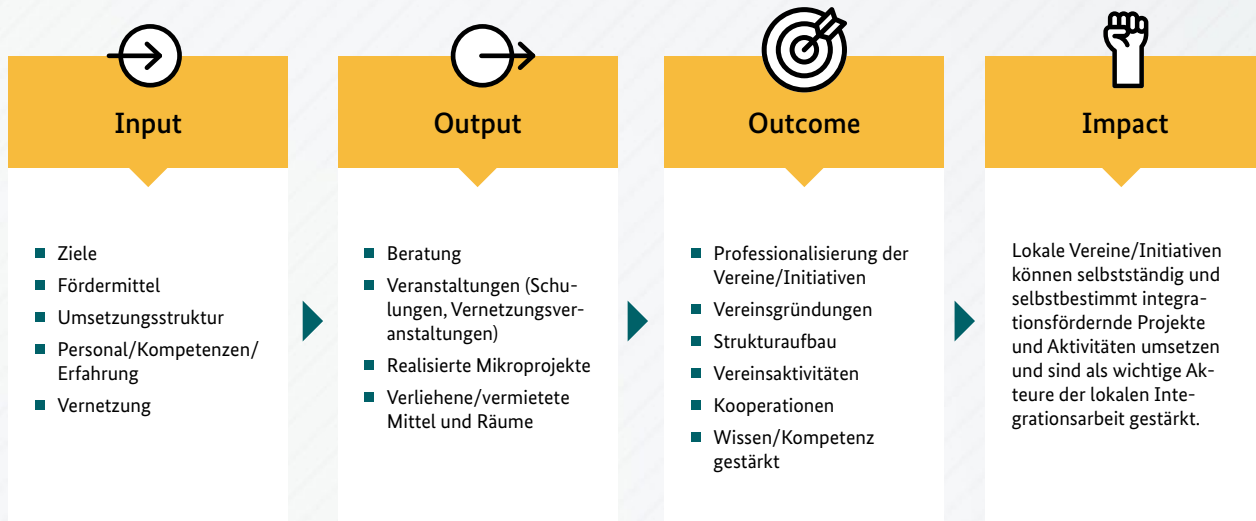 Input
Ziele
Fördermittel
Umsetzungsstruktur
Personal/Kompetenzen/
Erfahrung
Vernetzung
Output
Beratung
Veranstaltungen (Schu-
lungen, Vernetzungsver-
anstaltungen)
Realisierte Mikroprojekte
Verliehene/vermietete
Mittel und Räume
Outcome
Professionalisierung der
Vereine/Initiativen
Vereinsgründungen
Strukturaufbau
Vereinsaktivitäten
Kooperationen
Wissen/Kompetenz
gestärkt
Impact
Lokale Vereine/Initiativen
können selbstständig und
selbstbestimmt integra-
tionsfördernde Projekte
und Aktivitäten umsetzen
und sind als wichtige Ak-
teure der lokalen Inte-
grationsarbeit gestärkt.